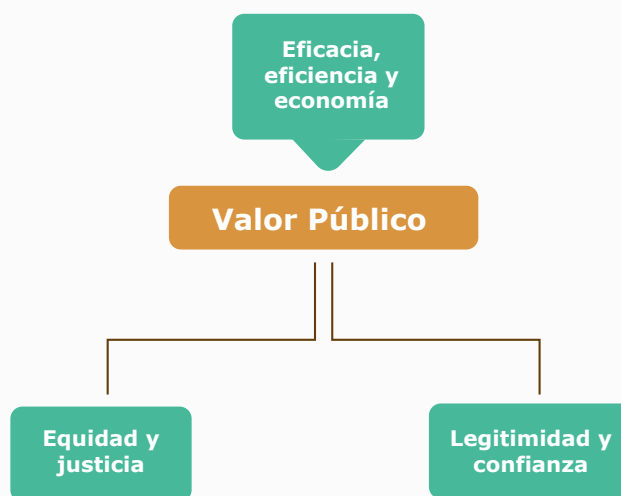 Eficacia,
eficiencia y
economía
Valor Público
Equidad y
justicia
Legitimidad y
confianza